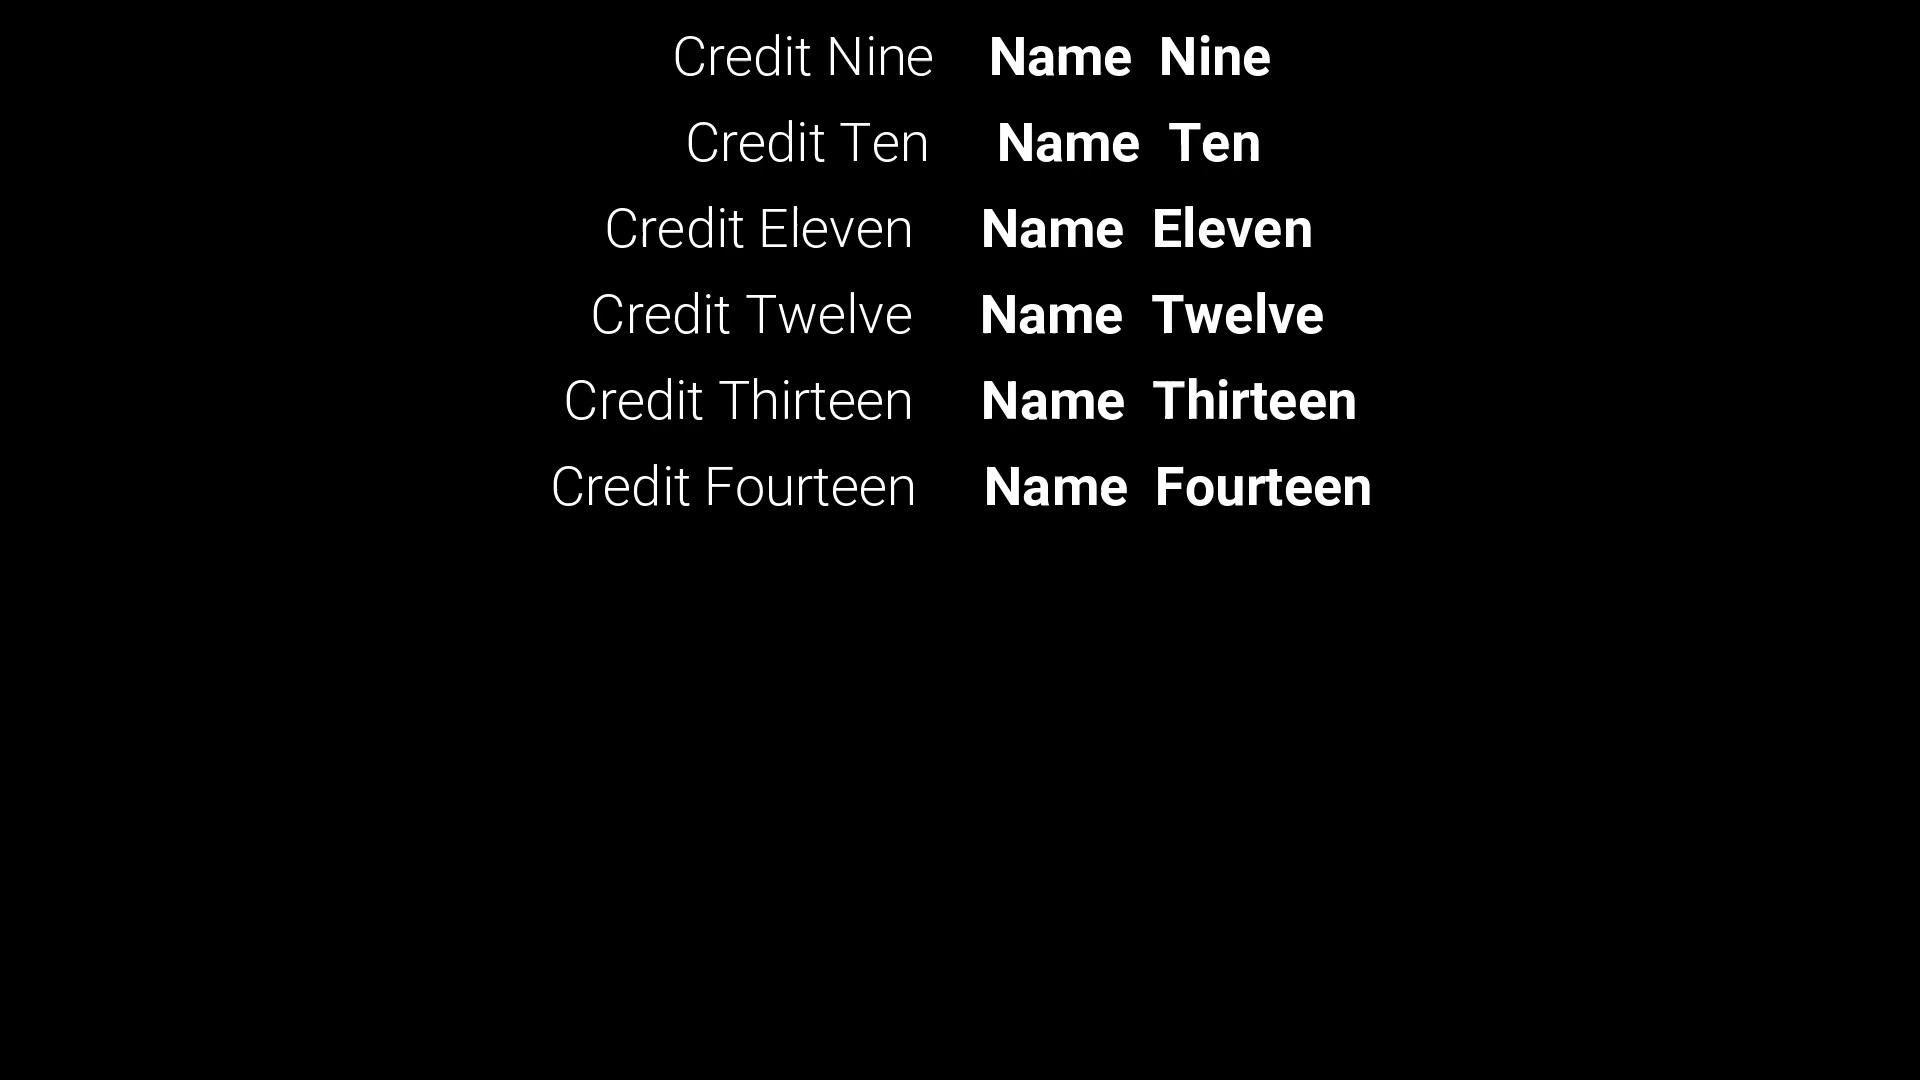 Credit Nine Name Nine
Credit Ten Name Ten
Credit Eleven Name Eleven
Credit Twelve Name Twelve
Credit Thirteen Name Thirteen
Credit Fourteen Name Fourteen